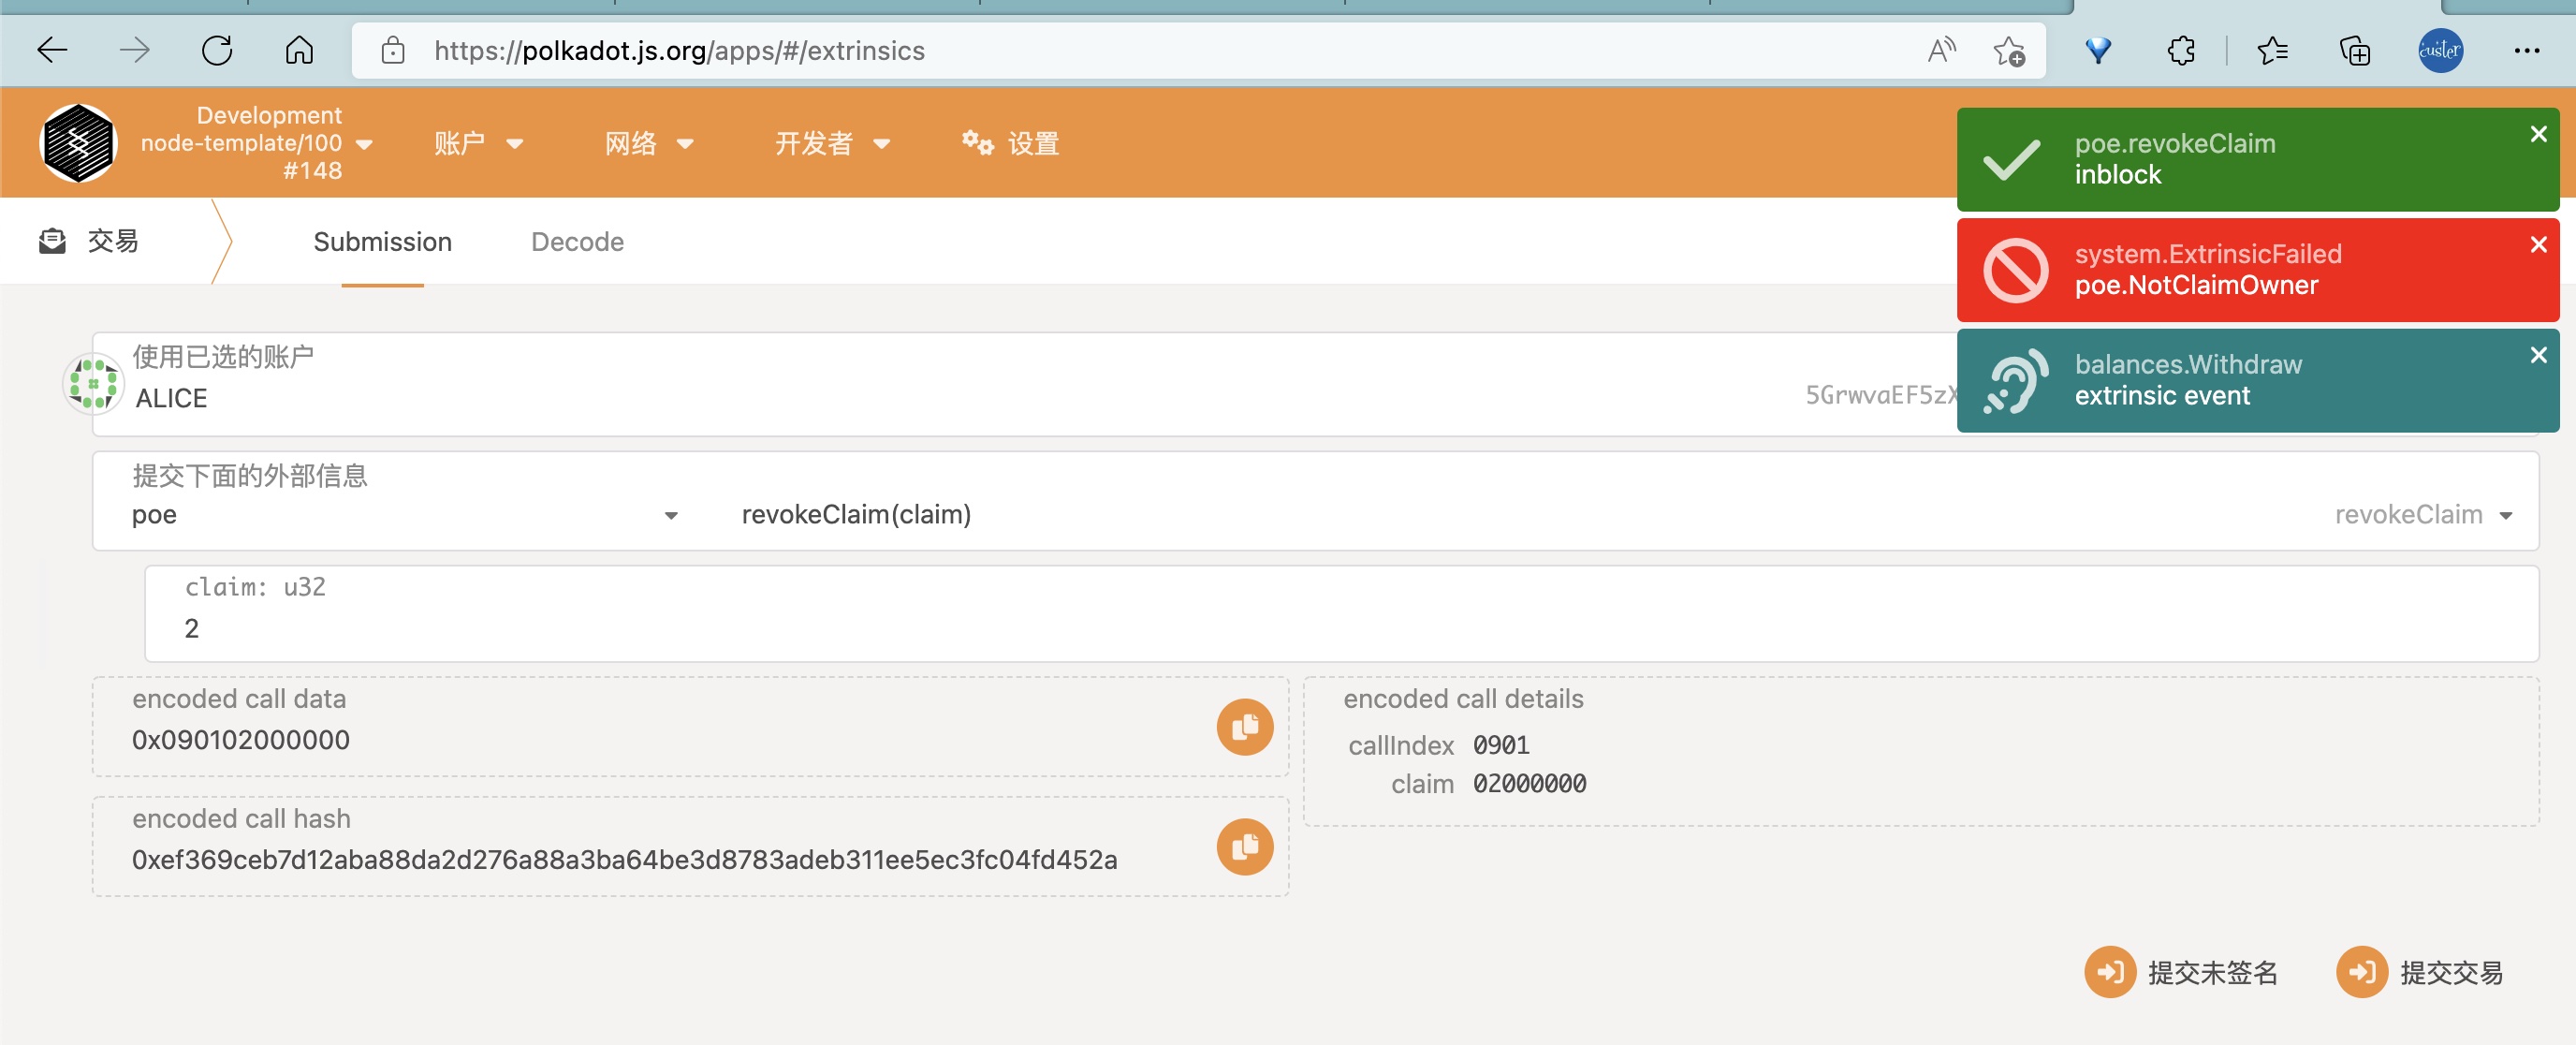 https://polkadot.js.org/apps/#/extrinsics
custer
Development
node-template/100
#148
账户
网络
开发者
设置
poe.revokeClaim
inblock
system.ExtrinsicFailed
poe.NotClaimOwner
balances.Withdraw
extrinsic event
交易
Submission
Decode
使用已选的账户
ALICE
5GrwvaEF5zX
提交下面的外部信息
poe
revokeClaim(claim)
revokeClaim
claim: u32
2
encoded call data
0x090102000000
encoded call details
callIndex 0901
claim 02000000
encoded call hash
0xef369ceb7d12aba88da2d276a88a3ba64be3d8783adeb311ee5ec3fc04fd452a
提交未签名
提交交易